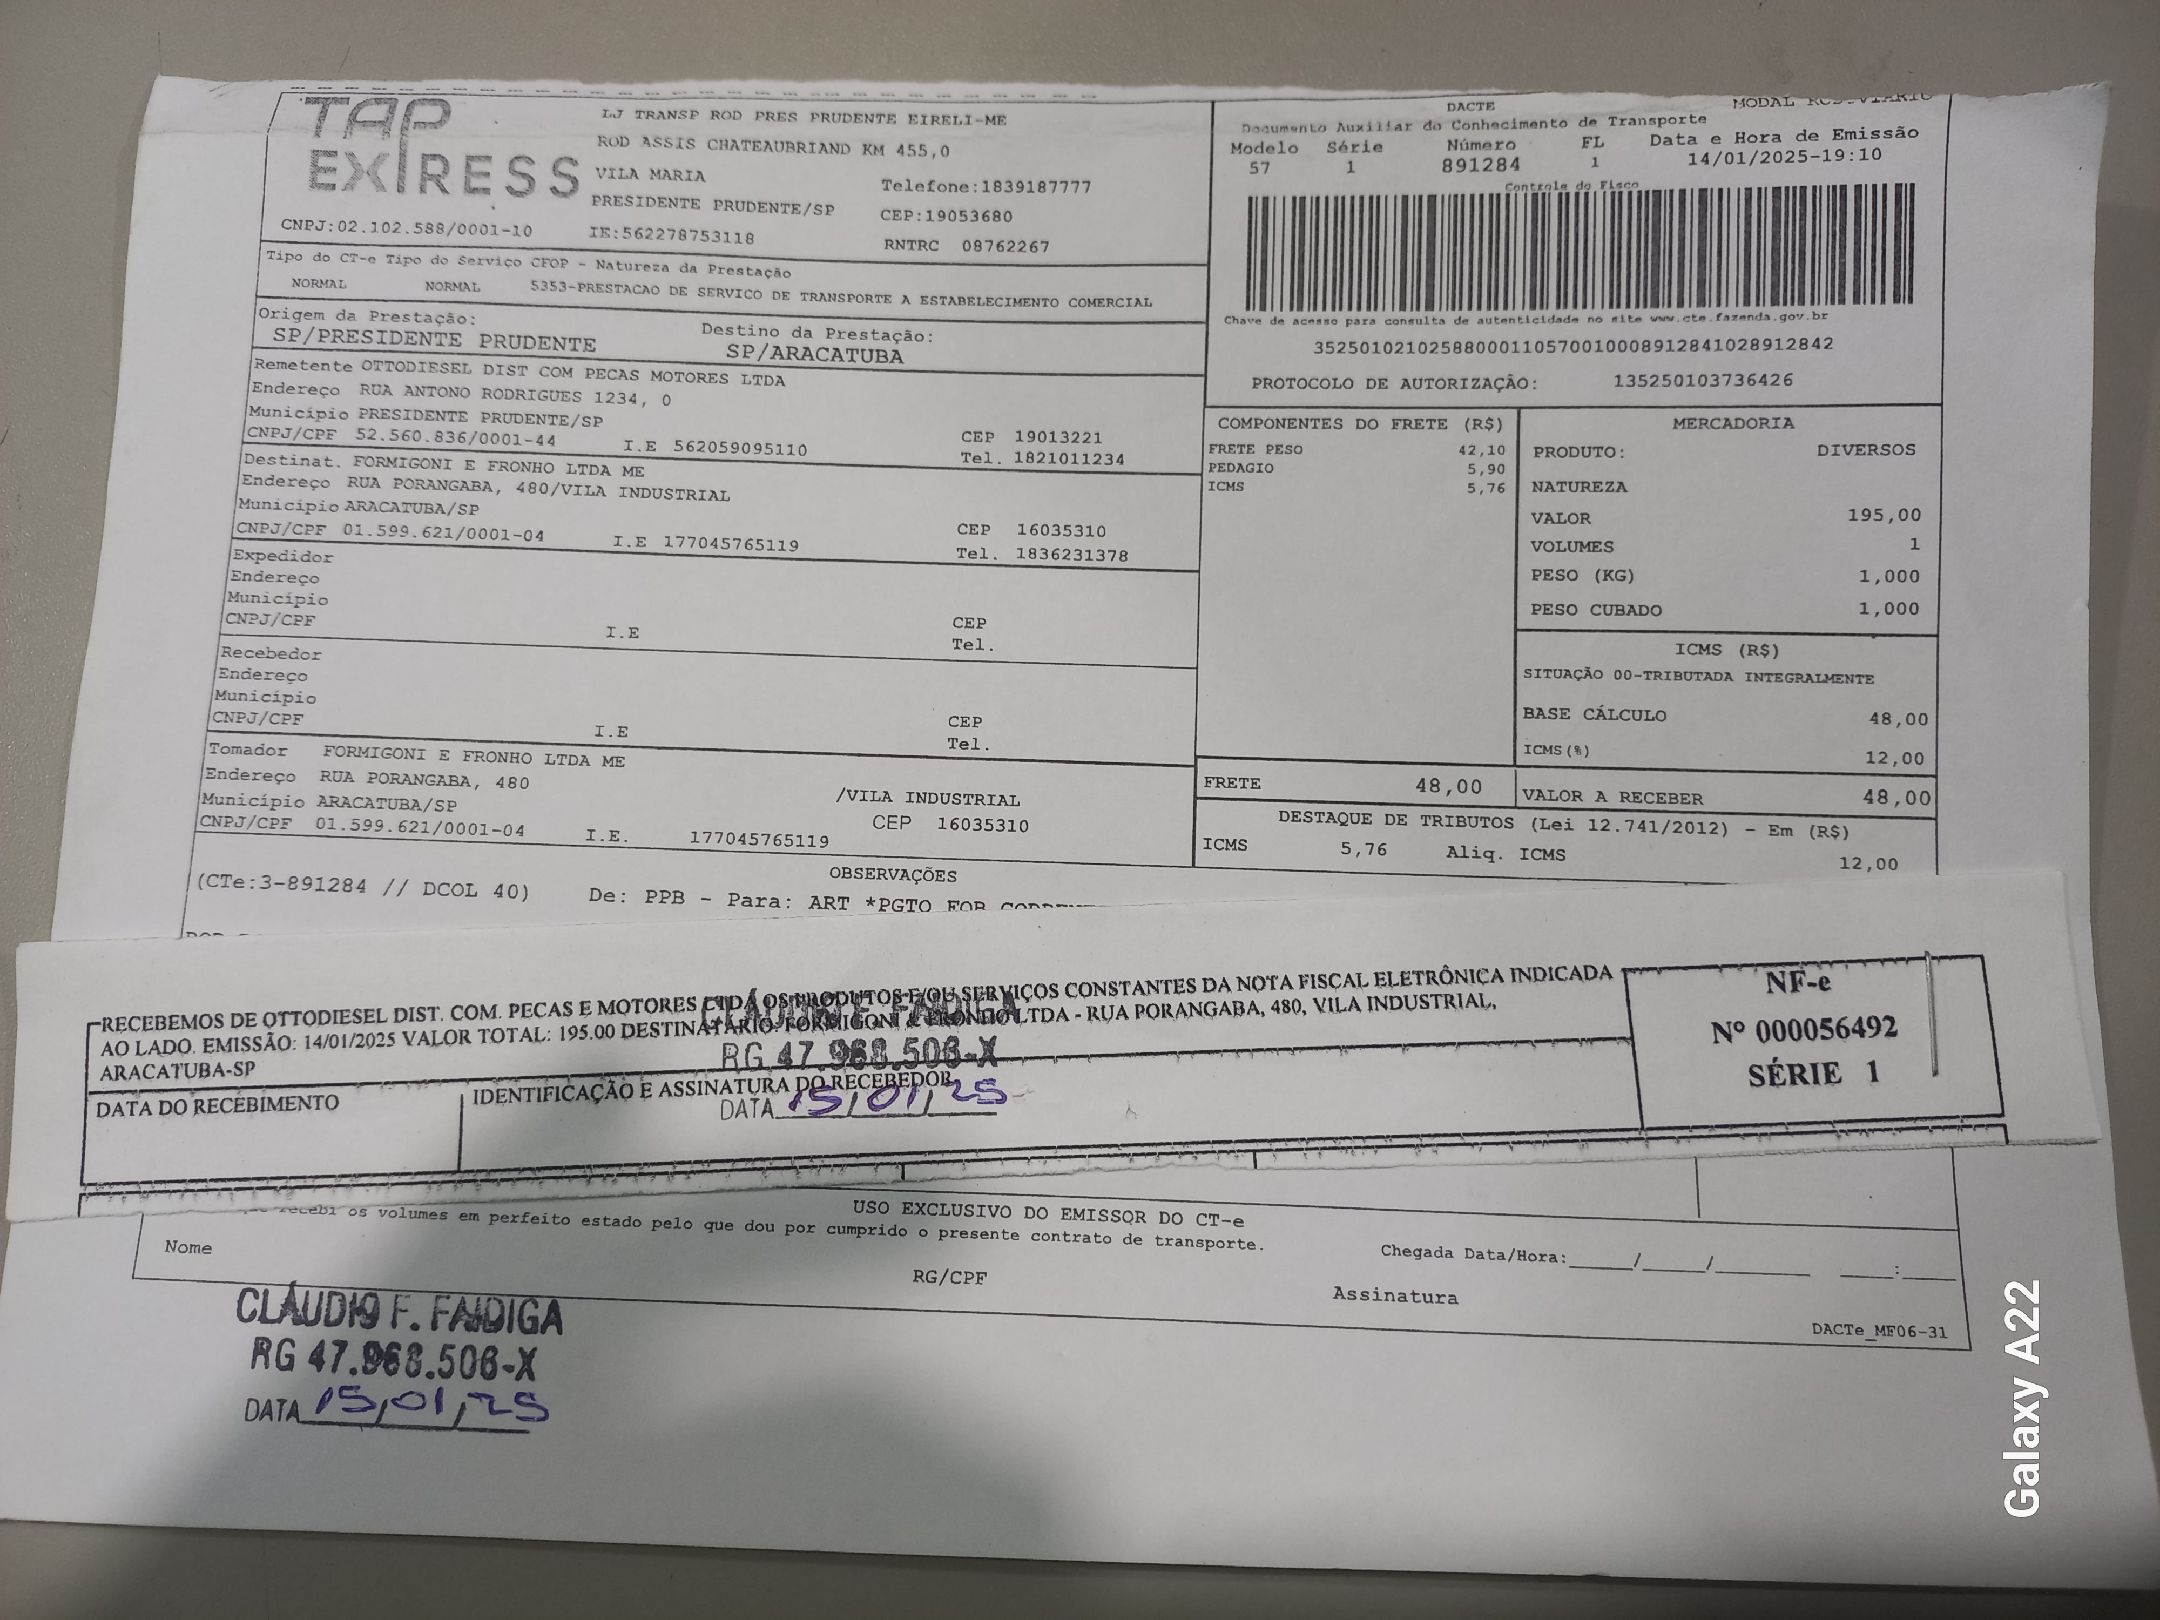 TAP EXPRESS
LJ TRANSP ROD PRES PRUDENTE EIRELI-ME
ROD ASSIS CHATEAUBRIAND KM 455,0
VILA MARIA
Telefone:1839187777
PRESIDENTE PRUDENTE/SP
CEP:19053680
CNPJ:02.102.588/0001-10
IE:562278753118
RNTRC 08762267
DACTE
MODAL RODOVIÁRIO
Documento Auxiliar do Conhecimento de Transporte
Modelo Série Número FL Data e Hora de Emissão
57 1 891284 1 14/01/2025-19:10
Controle do Fisco
Chave de acesso para consulta de autenticidade no site www.cte.fazenda.gov.br
35250102102588000110570010008912841028912842
PROTOCOLO DE AUTORIZAÇÃO: 135250103736426
Tipo do CT-e Tipo do Serviço CFOP - Natureza da Prestação
NORMAL NORMAL 5353-PRESTACAO DE SERVICO DE TRANSPORTE A ESTABELECIMENTO COMERCIAL
Origem da Prestação: Destino da Prestação:
SP/PRESIDENTE PRUDENTE SP/ARACATUBA
Remetente OTTODIESEL DIST COM PECAS MOTORES LTDA
Endereço RUA ANTONO RODRIGUES 1234, 0
Município PRESIDENTE PRUDENTE/SP
CEP 19013221
CNPJ/CPF 52.560.836/0001-44 I.E 562059095110 Tel. 1821011234
Destinat. FORMIGONI E FRONHO LTDA ME
Endereço RUA PORANGABA, 480/VILA INDUSTRIAL
Município ARACATUBA/SP
CEP 16035310
CNPJ/CPF 01.599.621/0001-04 I.E 177045765119 Tel. 1836231378
Expedidor
Endereço
Município
CEP
CNPJ/CPF I.E Tel.
Recebedor
Endereço
Município
CEP
CNPJ/CPF I.E Tel.
Tomador FORMIGONI E FRONHO LTDA ME
Endereço RUA PORANGABA, 480 /VILA INDUSTRIAL
Município ARACATUBA/SP CEP 16035310
CNPJ/CPF 01.599.621/0001-04 I.E. 177045765119
COMPONENTES DO FRETE (R$)
FRETE PESO 42,10
PEDAGIO 5,90
ICMS 5,76
MERCADORIA
PRODUTO: DIVERSOS
NATUREZA
VALOR 195,00
VOLUMES 1
PESO (KG) 1,000
PESO CUBADO 1,000
ICMS (R$)
SITUAÇÃO 00-TRIBUTADA INTEGRALMENTE
BASE CÁLCULO 48,00
ICMS(%) 12,00
FRETE 48,00 VALOR A RECEBER 48,00
DESTAQUE DE TRIBUTOS (Lei 12.741/2012) - Em (R$)
ICMS 5,76 Aliq. ICMS 12,00
OBSERVAÇÕES
(CTe:3-891284 // DCOL 40) De: PPB - Para: ART *PGTO
RECEBEMOS DE OTTODIESEL DIST. COM. PECAS E MOTORES LTDA OS PRODUTOS E/OU SERVIÇOS CONSTANTES DA NOTA FISCAL ELETRÔNICA INDICADA
AO LADO. EMISSÃO: 14/01/2025 VALOR TOTAL: 195.00 DESTINATÁRIO: FORMIGONI & FRONHO LTDA - RUA PORANGABA, 480, VILA INDUSTRIAL,
ARACATUBA-SP
DATA DO RECEBIMENTO
IDENTIFICAÇÃO E ASSINATURA DO RECEBEDOR
CLÁUDIO F. FAIDIGA
RG 47.968.506-X
DATA 15/01/25
NF-e
Nº 000056492
SÉRIE 1
USO EXCLUSIVO DO EMISSOR DO CT-e
recebi os volumes em perfeito estado pelo que dou por cumprido o presente contrato de transporte.
Nome
RG/CPF
Chegada Data/Hora:_____/_____/_______ ____:____
Assinatura
DACTe_MF06-31
CLÁUDIO F. FAIDIGA
RG 47.968.506-X
DATA 15/01/25
Galaxy A22